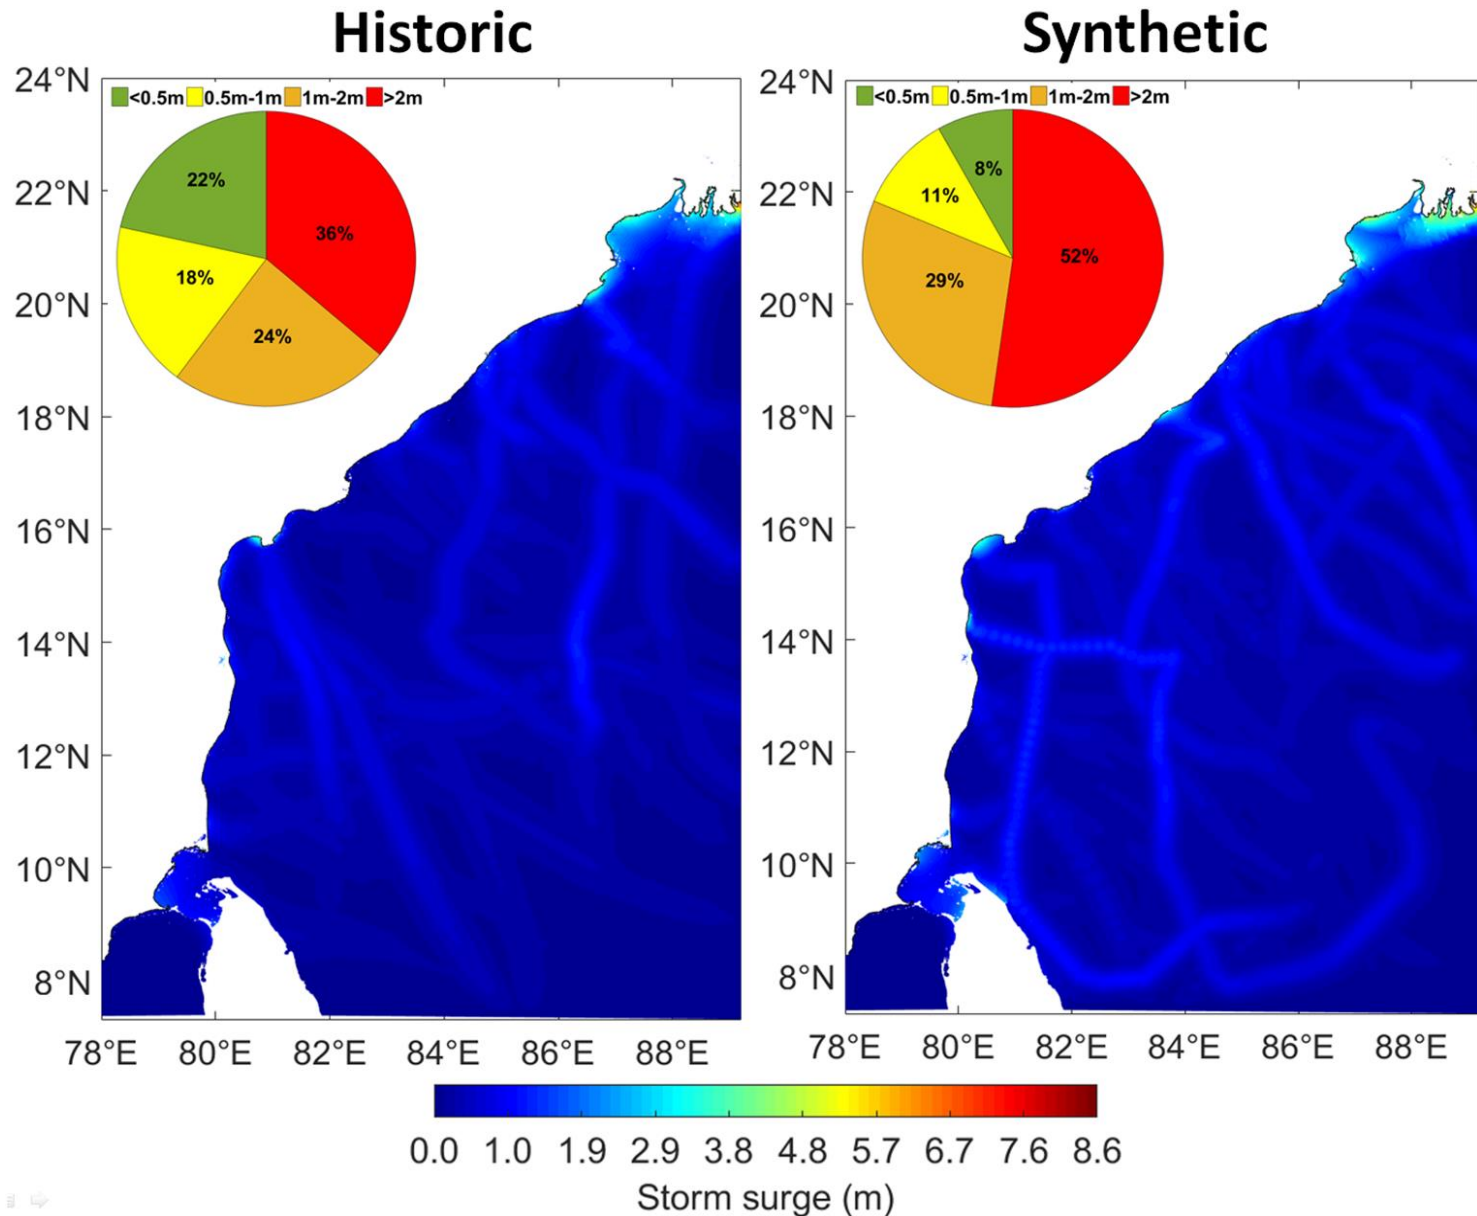 Historic
Synthetic
24°N
<0.5m 0.5m-1m 1m-2m >2m
22%
36%
18%
24%
22°N
20°N
18°N
16°N
14°N
12°N
10°N
8°N
78°E 80°E 82°E 84°E 86°E 88°E
24°N
<0.5m 0.5m-1m 1m-2m >2m
8%
11%
52%
29%
22°N
20°N
18°N
16°N
14°N
12°N
10°N
8°N
78°E 80°E 82°E 84°E 86°E 88°E
0.0 1.0 1.9 2.9 3.8 4.8 5.7 6.7 7.6 8.6
Storm surge (m)